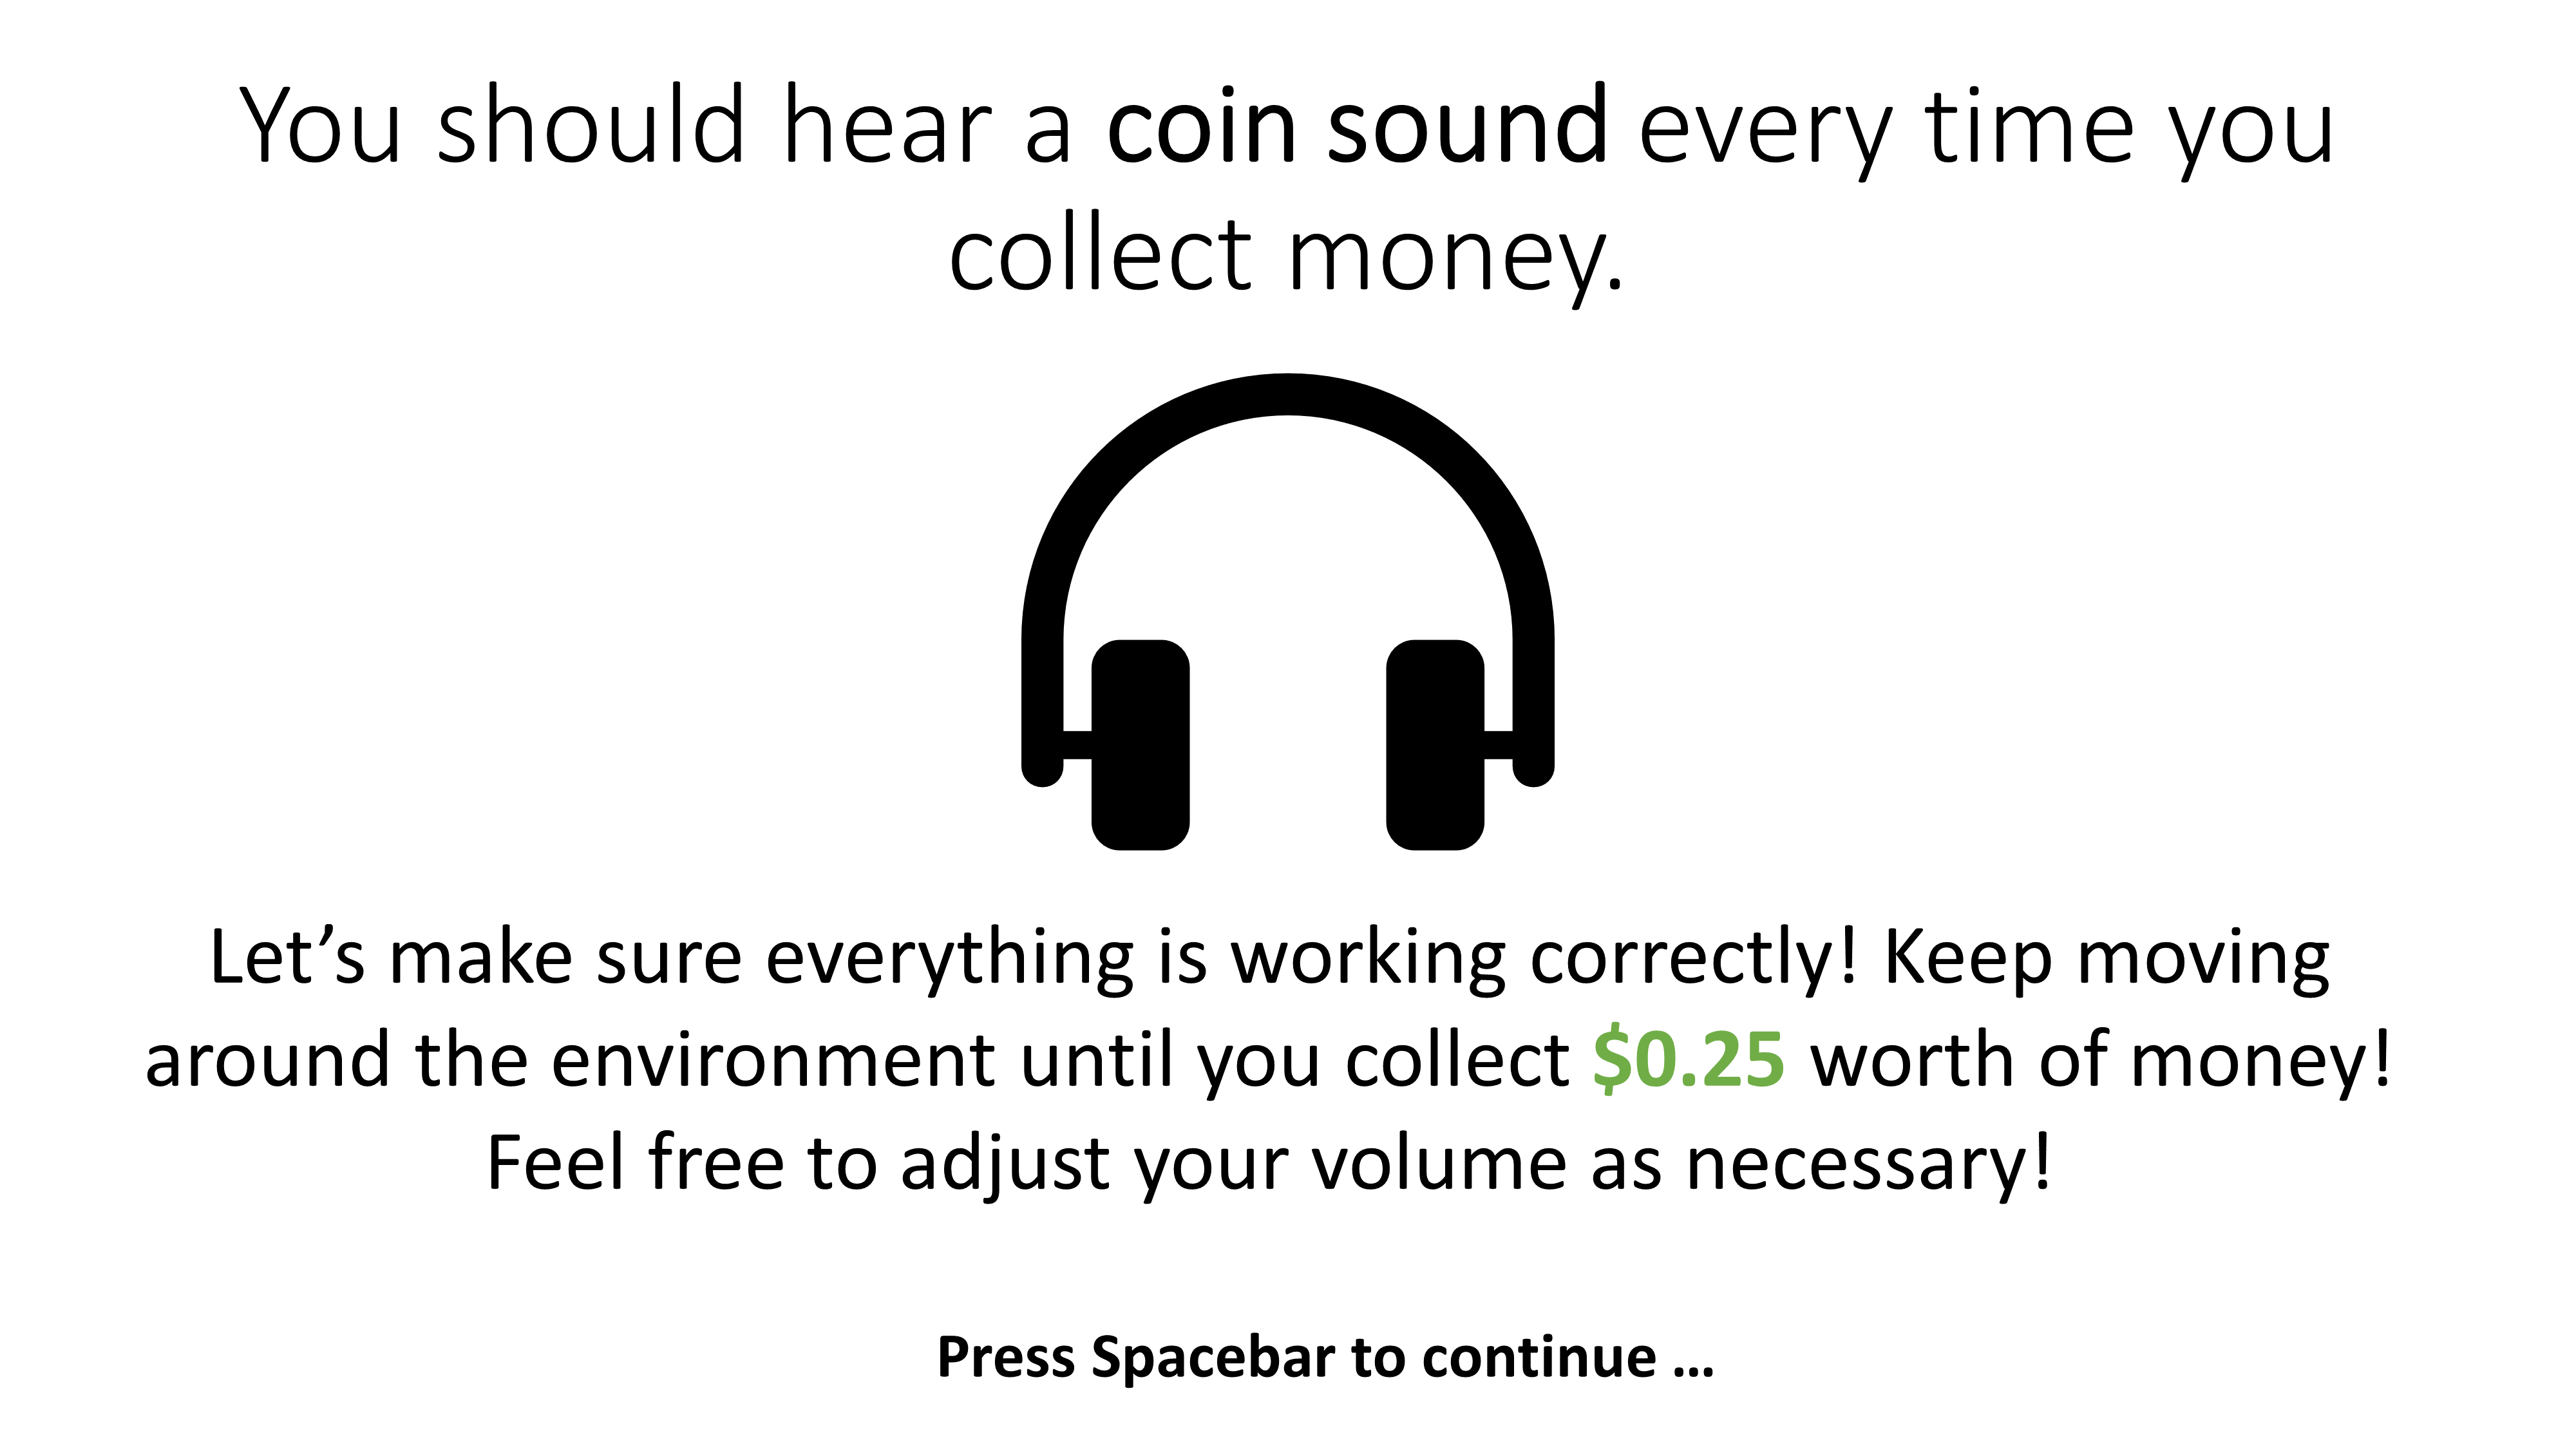 You should hear a coin sound every time you
collect money.
Let’s make sure everything is working correctly! Keep moving
around the environment until you collect $0.25 worth of money!
Feel free to adjust your volume as necessary!
Press Spacebar to continue …